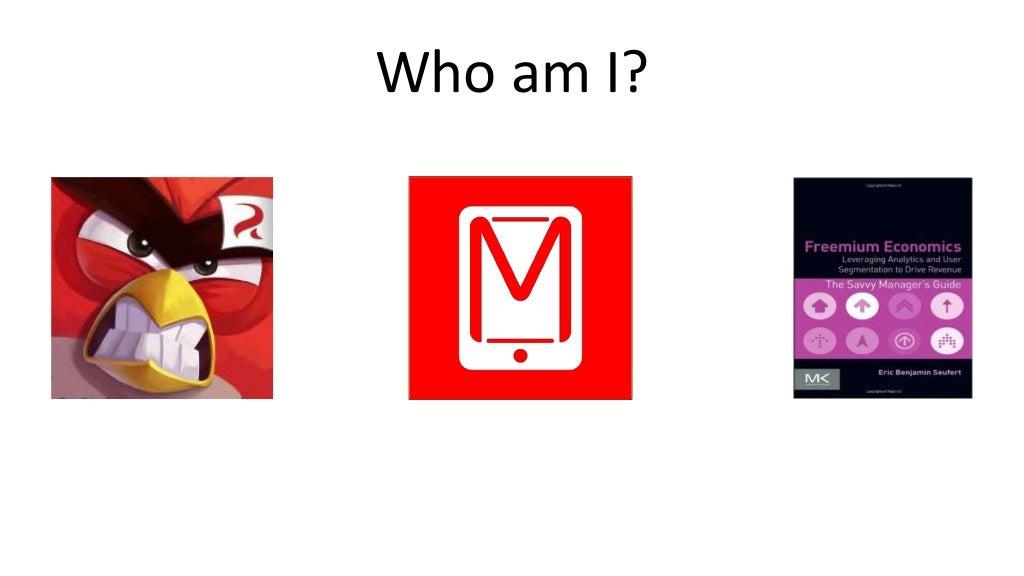 Who am I?
Freemium Economics
Leveraging Analytics and User
Segmentation to Drive Revenue
The Savvy Manager's Guide
MK
Eric Benjamin Seufert